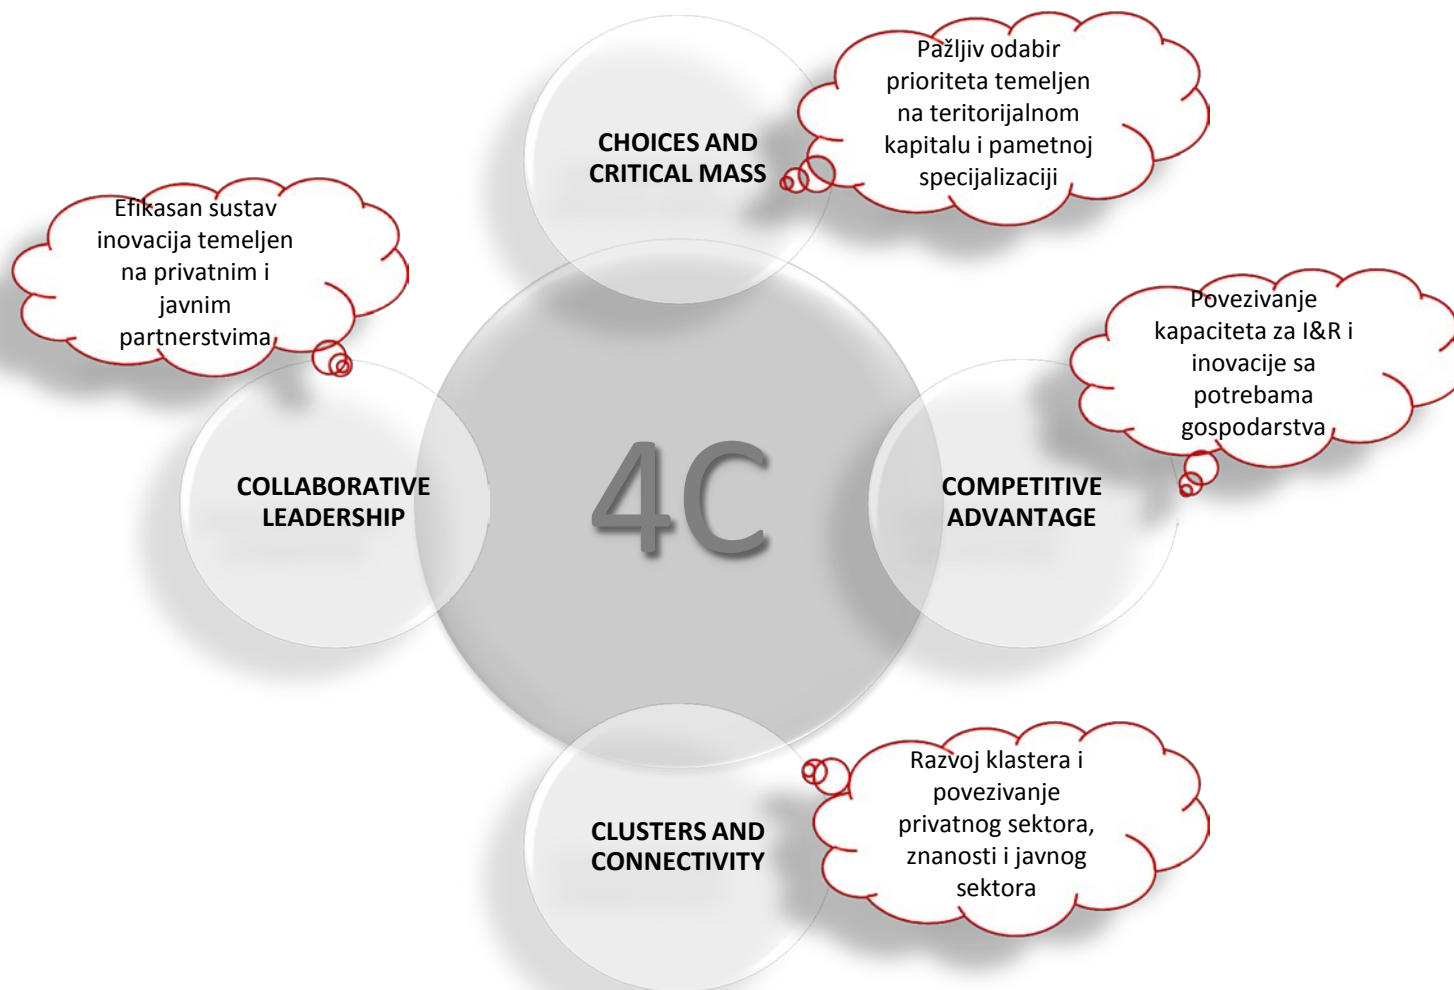 Pažljiv odabir
prioriteta temeljen
na teritorijalnom
kapitalu i pametnoj
specijalizaciji
CHOICES AND
CRITICAL MASS
Efikasan sustav
inovacija temeljen
na privatnim i
javnim
partnerstvima
Povezivanje
kapaciteta za I&R i
inovacije sa
potrebama
gospodarstva
COLLABORATIVE
LEADERSHIP
4C
COMPETITIVE
ADVANTAGE
Razvoj klastera i
povezivanje
privatnog sektora,
znanosti i javnog
sektora
CLUSTERS AND
CONNECTIVITY